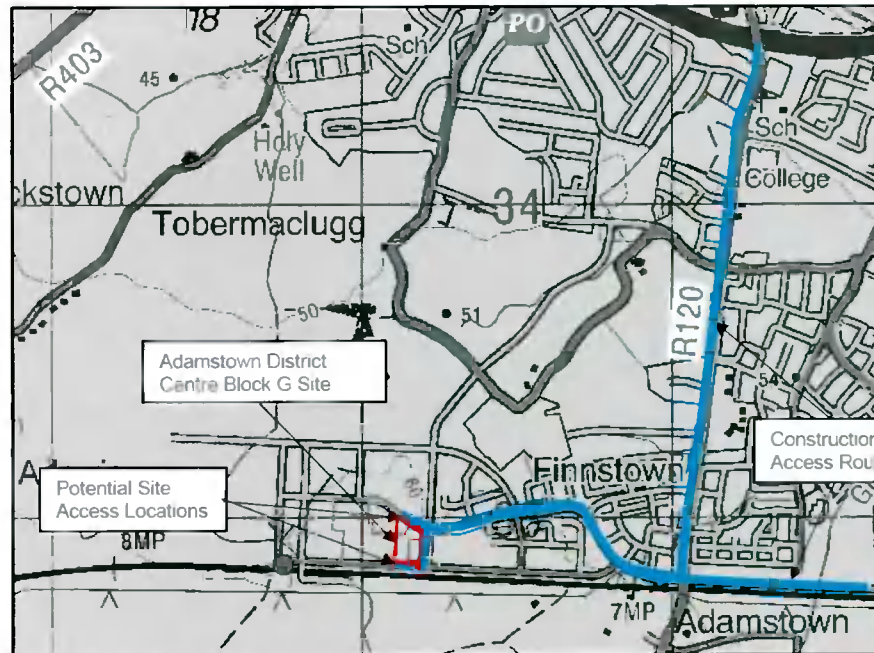 18
PO
Sch
R403
45
Holy
Well
Sch
College
ckstown
34
Tobermaclugg
50
51
R120
54
Adamstown District
Centre Block G Site
Construction
Access Rou
A
Finnstown
Potential Site
Access Locations
60
8MP
7MP
Adamstown